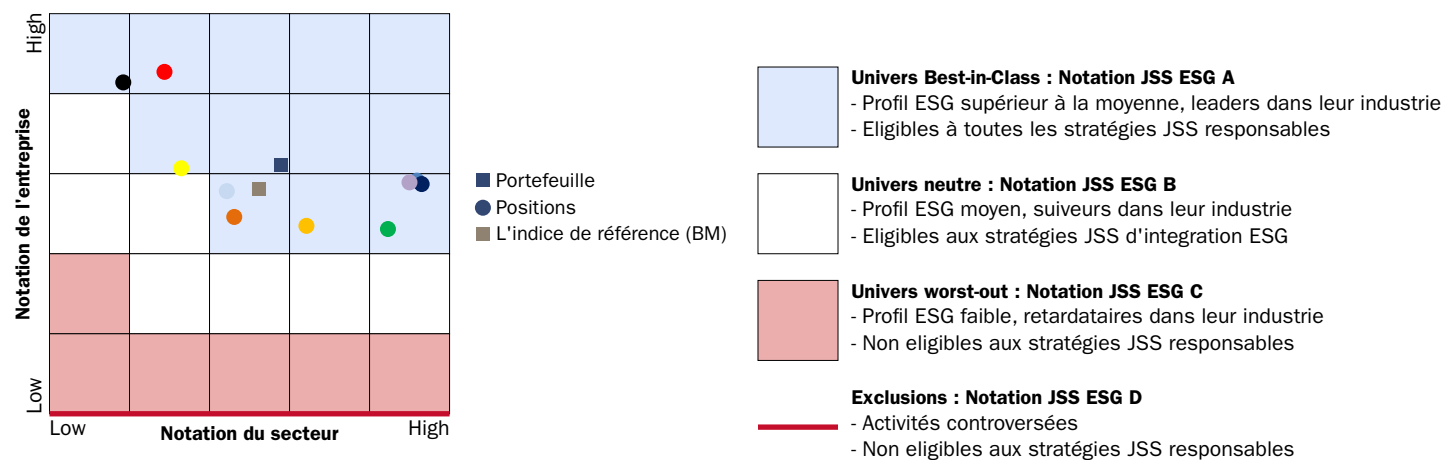 High
Notation de l'entreprise
Low
Low
Notation du secteur
High
Portefeuille
Positions
L'indice de référence (BM)
Univers Best-in-Class : Notation JSS ESG A
- Profil ESG supérieur à la moyenne, leaders dans leur industrie
- Eligibles à toutes les stratégies JSS responsables
Univers neutre : Notation JSS ESG B
- Profil ESG moyen, suiveurs dans leur industrie
- Eligibles aux stratégies JSS d'integration ESG
Univers worst-out : Notation JSS ESG C
- Profil ESG faible, retardataires dans leur industrie
- Non eligibles aux stratégies JSS responsables
Exclusions : Notation JSS ESG D
- Activités controversées
- Non eligibles aux stratégies JSS responsables